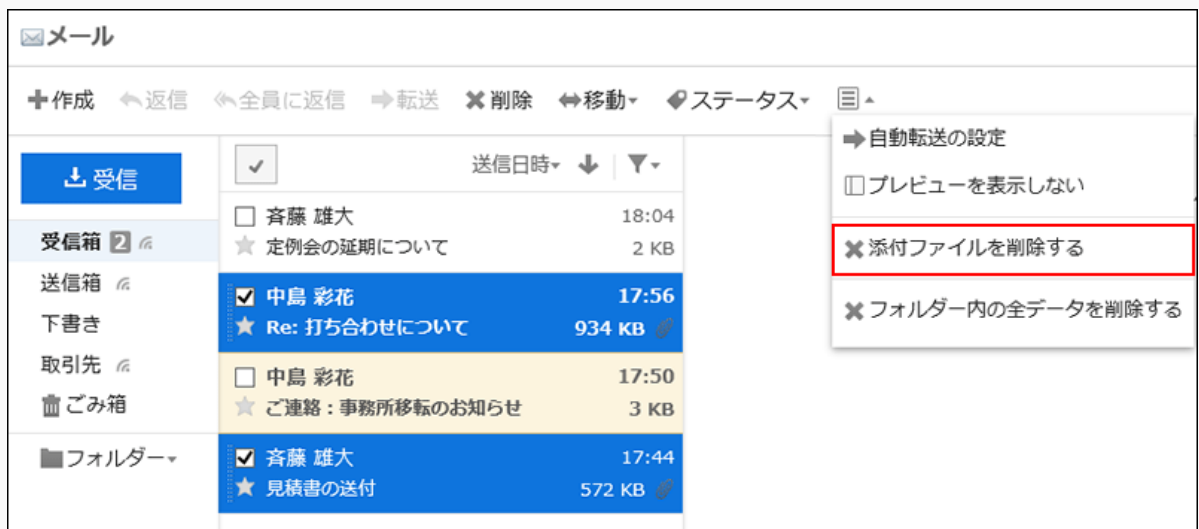 メール
作成 返信 全員に返信 転送 削除 移動 ステータス
自動転送の設定
プレビューを表示しない
添付ファイルを削除する
フォルダー内の全データを削除する
受信
受信箱 2
送信箱
下書き
取引先
ごみ箱
フォルダー
送信日時
斉藤 雄大 18:04
定例会の延期について 2 KB
中島 彩花 17:56
Re: 打ち合わせについて 934 KB
中島 彩花 17:50
ご連絡：事務所移転のお知らせ 3 KB
斉藤 雄大 17:44
見積書の送付 572 KB